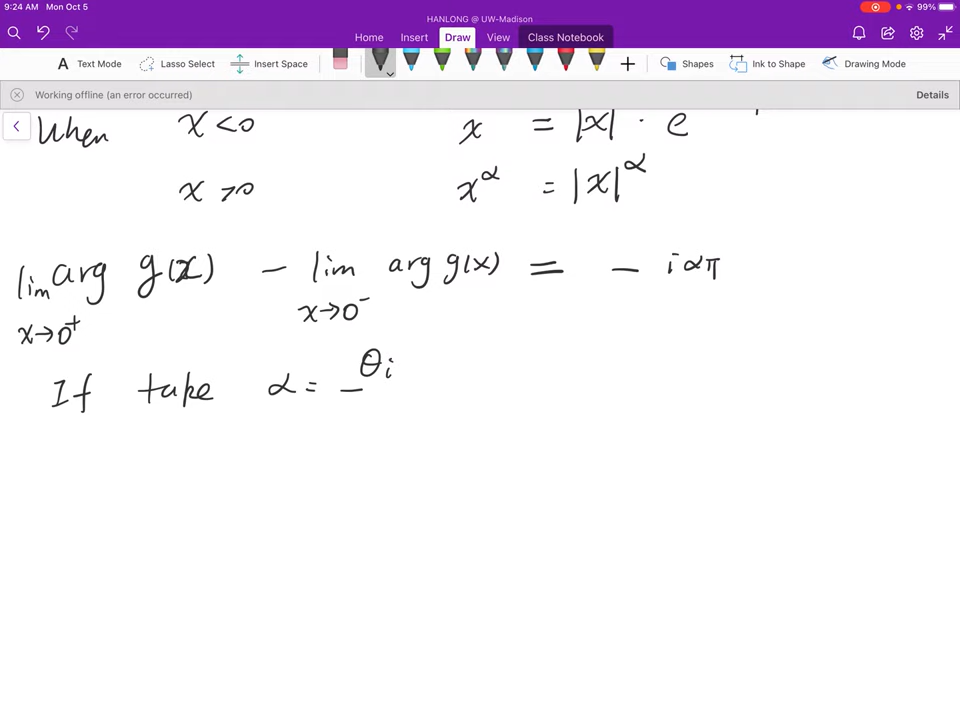 9:24 AM Mon Oct 5 99%
HANLONG @ UW-Madison
Home Insert Draw View Class Notebook
A Text Mode Lasso Select Insert Space Shapes Ink to Shape Drawing Mode
Working offline (an error occurred) Details
When x<0 x = |x| · e
x>0 x^α = |x|^α
lim arg g(x) − lim arg g(x) = − iαπ
x→0⁺ x→0⁻
If take α = − θi